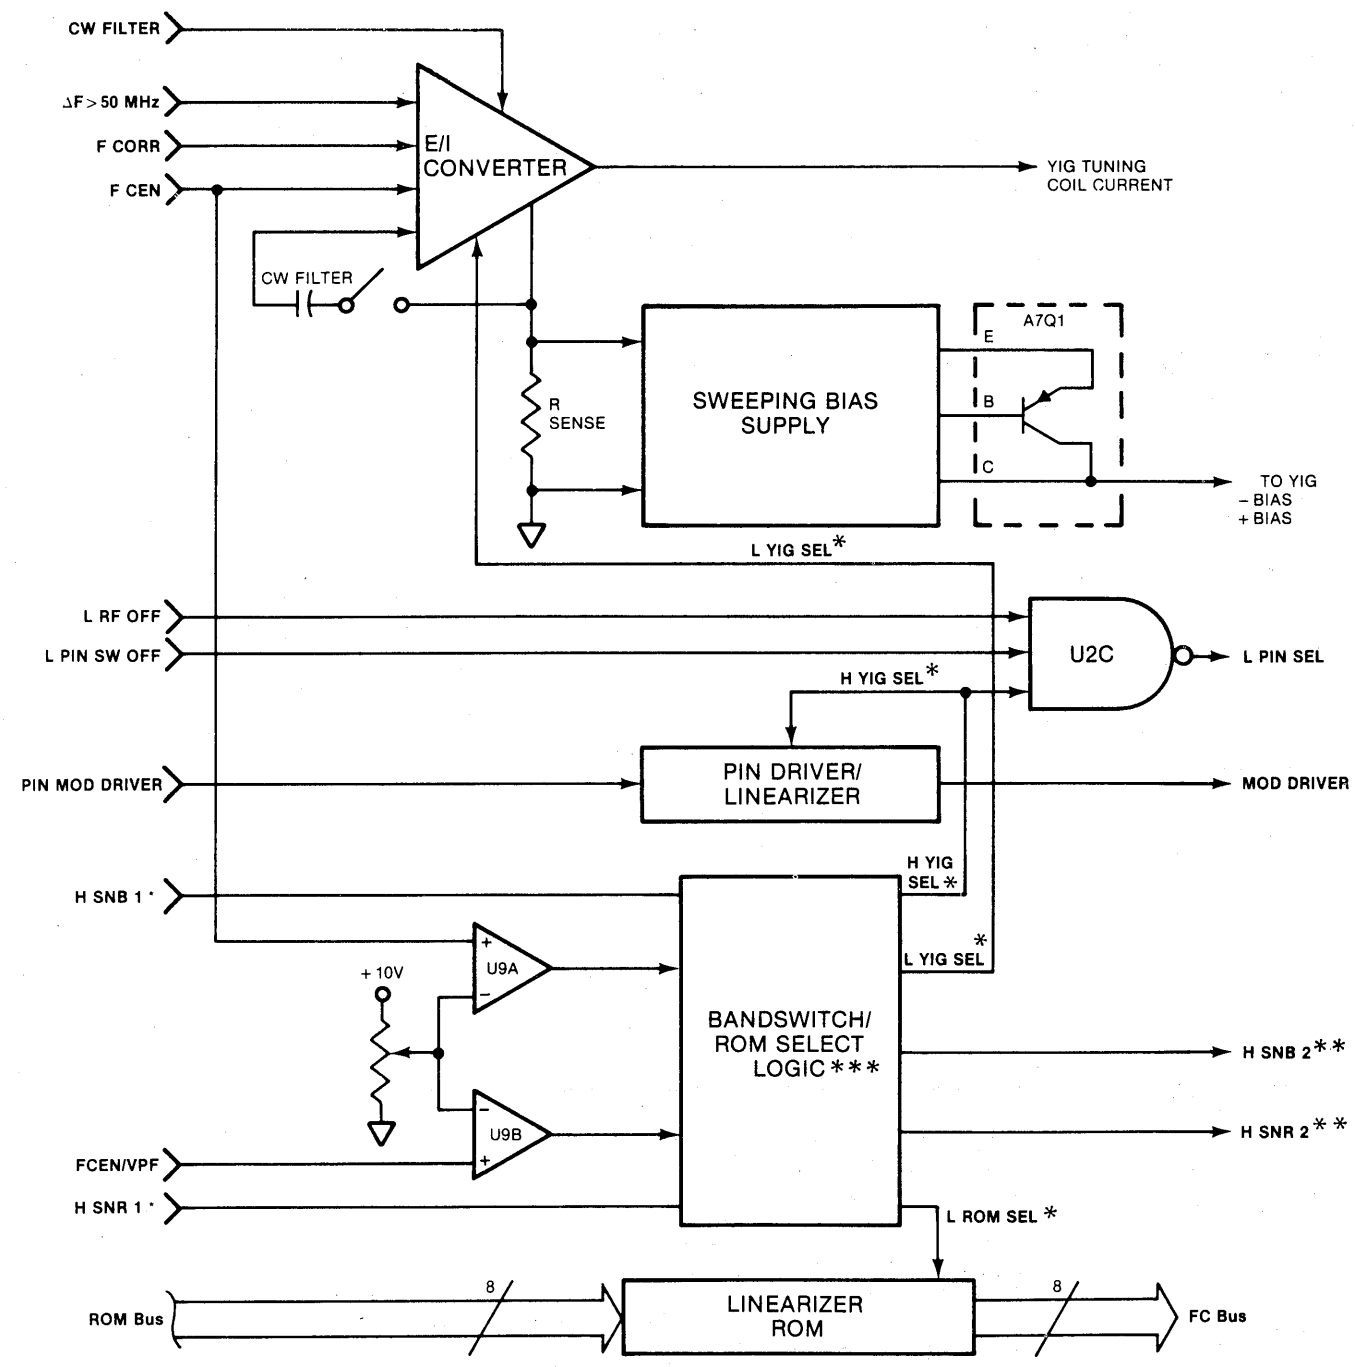 CW FILTER
ΔF > 50 MHz
F CORR
F CEN
E/I
CONVERTER
YIG TUNING
COIL CURRENT
CW FILTER
R
SENSE
SWEEPING BIAS
SUPPLY
A7Q1
E
B
C
TO YIG
– BIAS
+ BIAS
L YIG SEL*
L RF OFF
L PIN SW OFF
U2C
L PIN SEL
H YIG SEL*
PIN MOD DRIVER
PIN DRIVER/
LINEARIZER
MOD DRIVER
H SNB 1 *
H YIG
SEL*
+
U9A
–
L YIG SEL*
+ 10V
BANDSWITCH/
ROM SELECT
LOGIC***
H SNB 2**
–
U9B
+
H SNR 2**
FCEN/VPF
H SNR 1 *
L ROM SEL*
ROM Bus
8
LINEARIZER
ROM
8
FC Bus